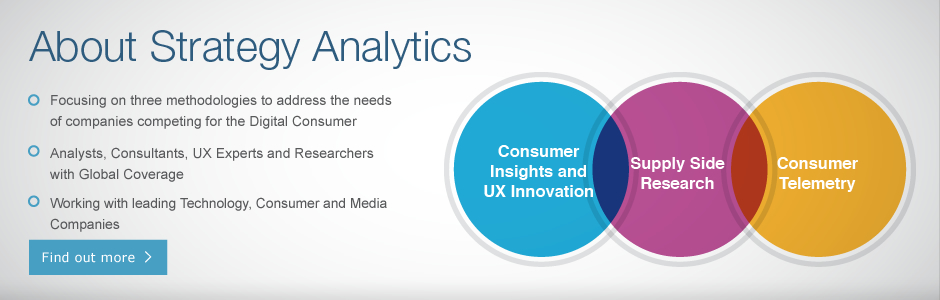 About Strategy Analytics
Focusing on three methodologies to address the needs
of companies competing for the Digital Consumer
Analysts, Consultants, UX Experts and Researchers
with Global Coverage
Working with leading Technology, Consumer and Media
Companies
Find out more
Consumer
Insights and
UX Innovation
Supply Side
Research
Consumer
Telemetry